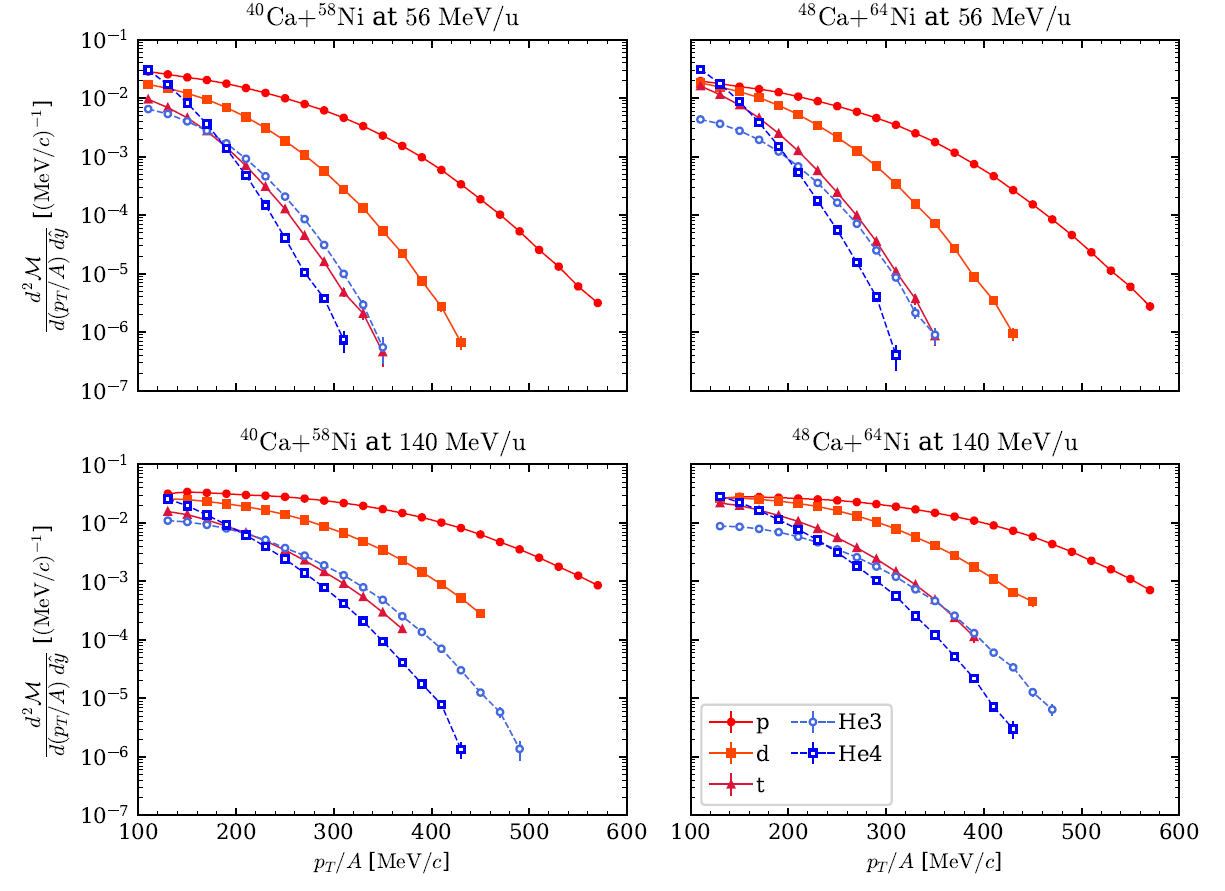 ⁴⁰Ca+⁵⁸Ni at 56 MeV/u
⁴⁸Ca+⁶⁴Ni at 56 MeV/u
10⁻¹
10⁻²
10⁻³
10⁻⁴
10⁻⁵
10⁻⁶
10⁻⁷
d²ℳ / d(p_T/A) dŷ [(MeV/c)⁻¹]
⁴⁰Ca+⁵⁸Ni at 140 MeV/u
⁴⁸Ca+⁶⁴Ni at 140 MeV/u
10⁻¹
10⁻²
10⁻³
10⁻⁴
10⁻⁵
10⁻⁶
10⁻⁷
d²ℳ / d(p_T/A) dŷ [(MeV/c)⁻¹]
p
d
t
He3
He4
100 200 300 400 500 600
100 200 300 400 500 600
p_T/A [MeV/c]
p_T/A [MeV/c]